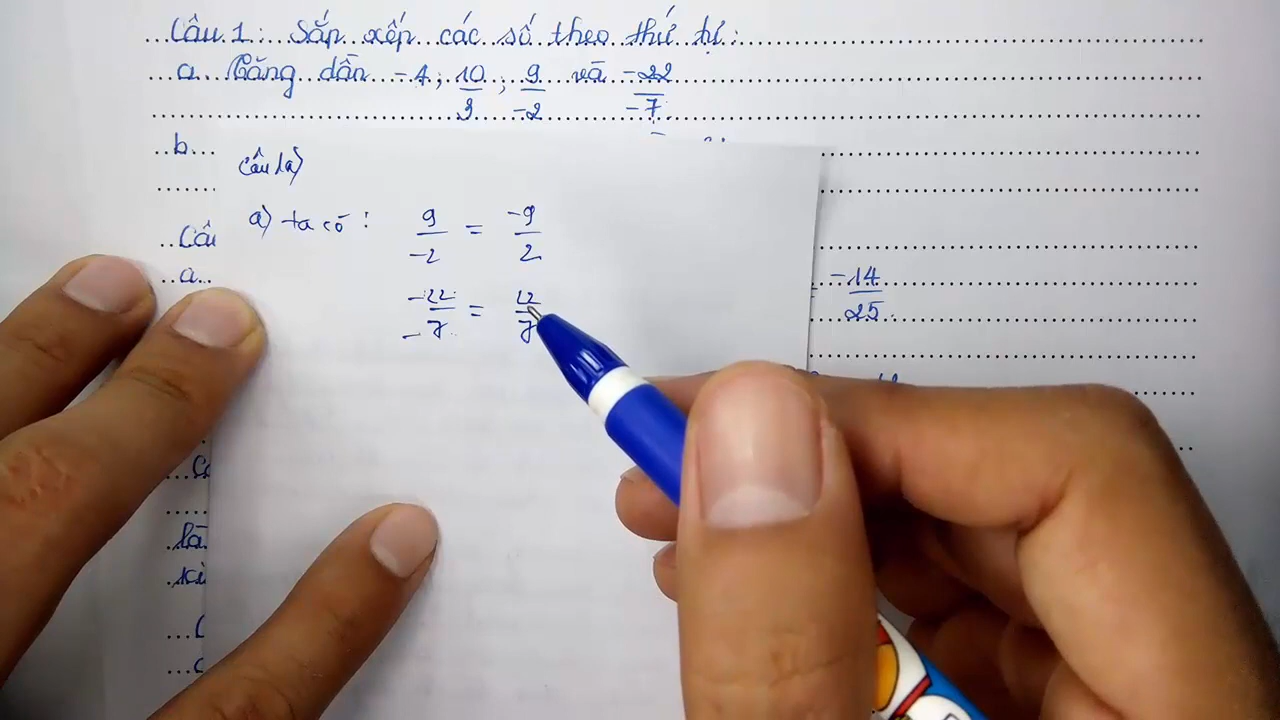 Câu 1: Sắp xếp các số theo thứ tự:
a. Tăng dần -4; 10/9; 9/-2 và -22/-7
b.
Câu 1a)
a) ta có: 9/-2 = -9/2
-22/-7 = 22/7
Câu
a.
-14/25